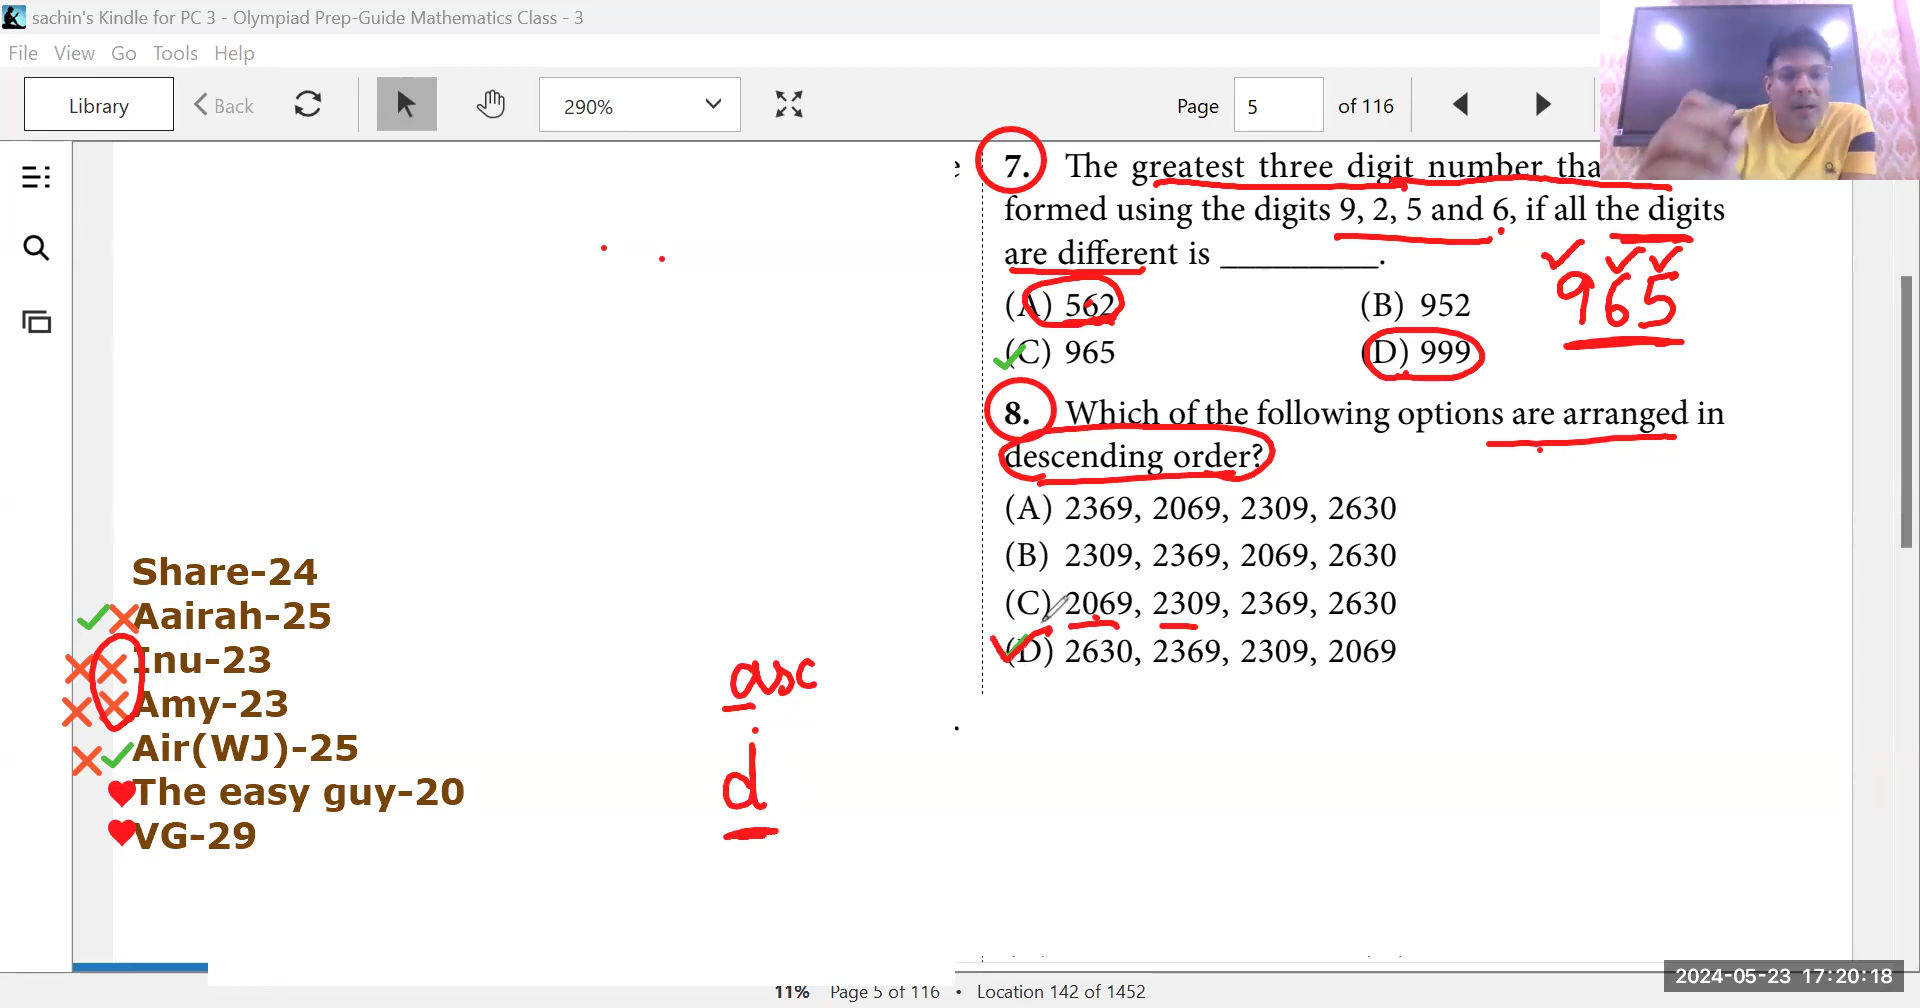 sachin's Kindle for PC 3 - Olympiad Prep-Guide Mathematics Class - 3
File View Go Tools Help
Library Back 290% Page 5 of 116
7. The greatest three digit number tha
formed using the digits 9, 2, 5 and 6, if all the digits
are different is _________.
965
(A) 562 (B) 952
(C) 965 (D) 999
8. Which of the following options are arranged in
descending order?
(A) 2369, 2069, 2309, 2630
(B) 2309, 2369, 2069, 2630
(C) 2069, 2309, 2369, 2630
(D) 2630, 2369, 2309, 2069
Share-24
Aairah-25
Inu-23
Amy-23
Air(WJ)-25
The easy guy-20
VG-29
asc
d
2024-05-23 17:20:18
11% Page 5 of 116 • Location 142 of 1452